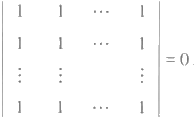 | 1 1 ⋯ 1 |
| 1 1 ⋯ 1 |
| ⋮ ⋮ ⋮ | = 0.
| 1 1 ⋯ 1 |